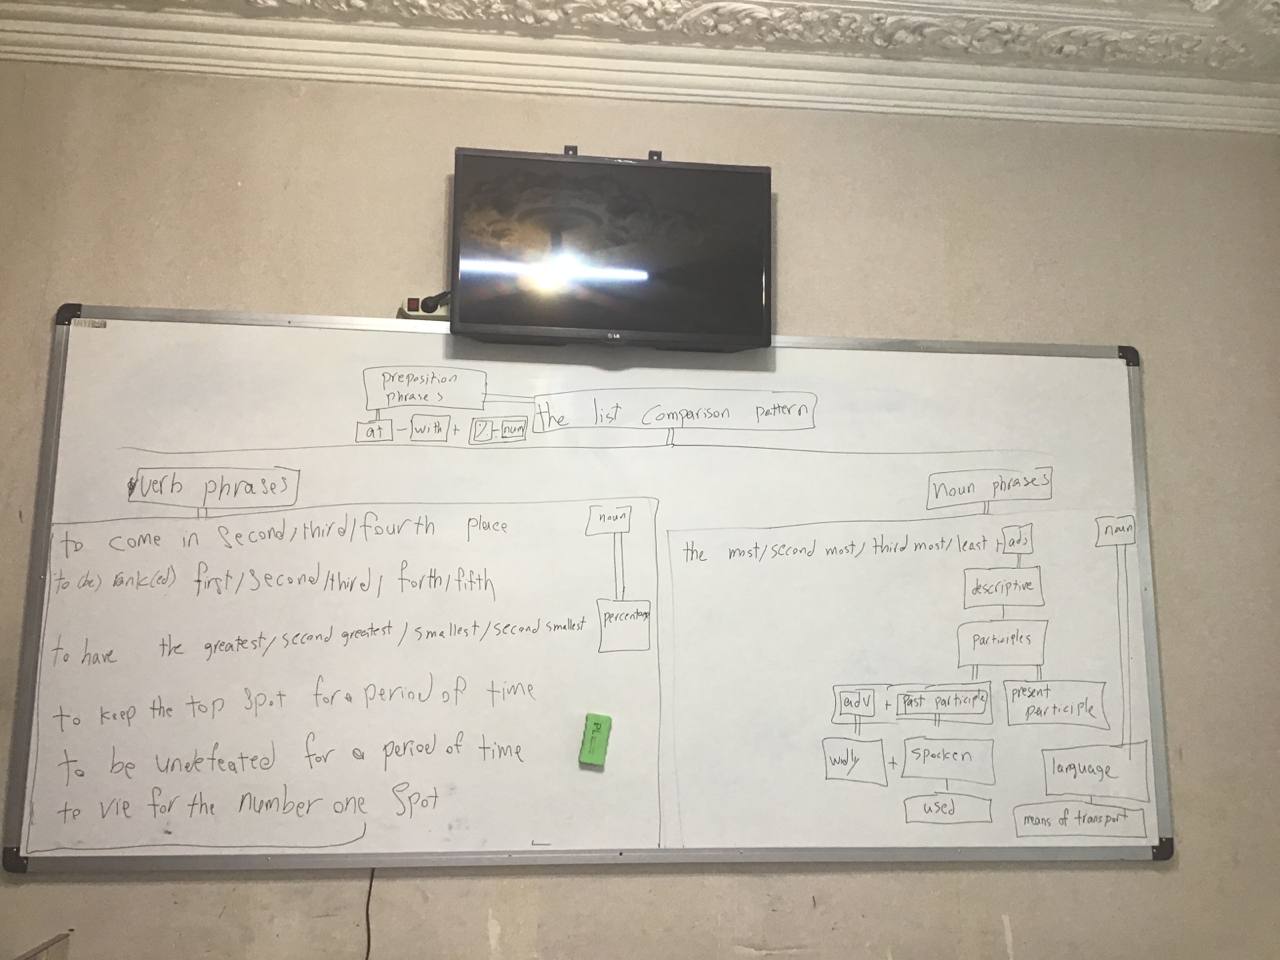 LG
preposition
phrases
at - with + % - num
the list comparison pattern
verb phrases
to come in second/third/fourth place
to (be) rank(ed) first/second/third/forth/fifth
to have the greatest/second greatest/smallest/second smallest
to keep the top spot for a period of time
to be undefeated for a period of time
to vie for the number one spot
noun
percentage
Noun phrases
the most/second most/third most/least + adj
noun
descriptive
participles
adv + past participle
present
participle
+ spocken
used
language
means of transport